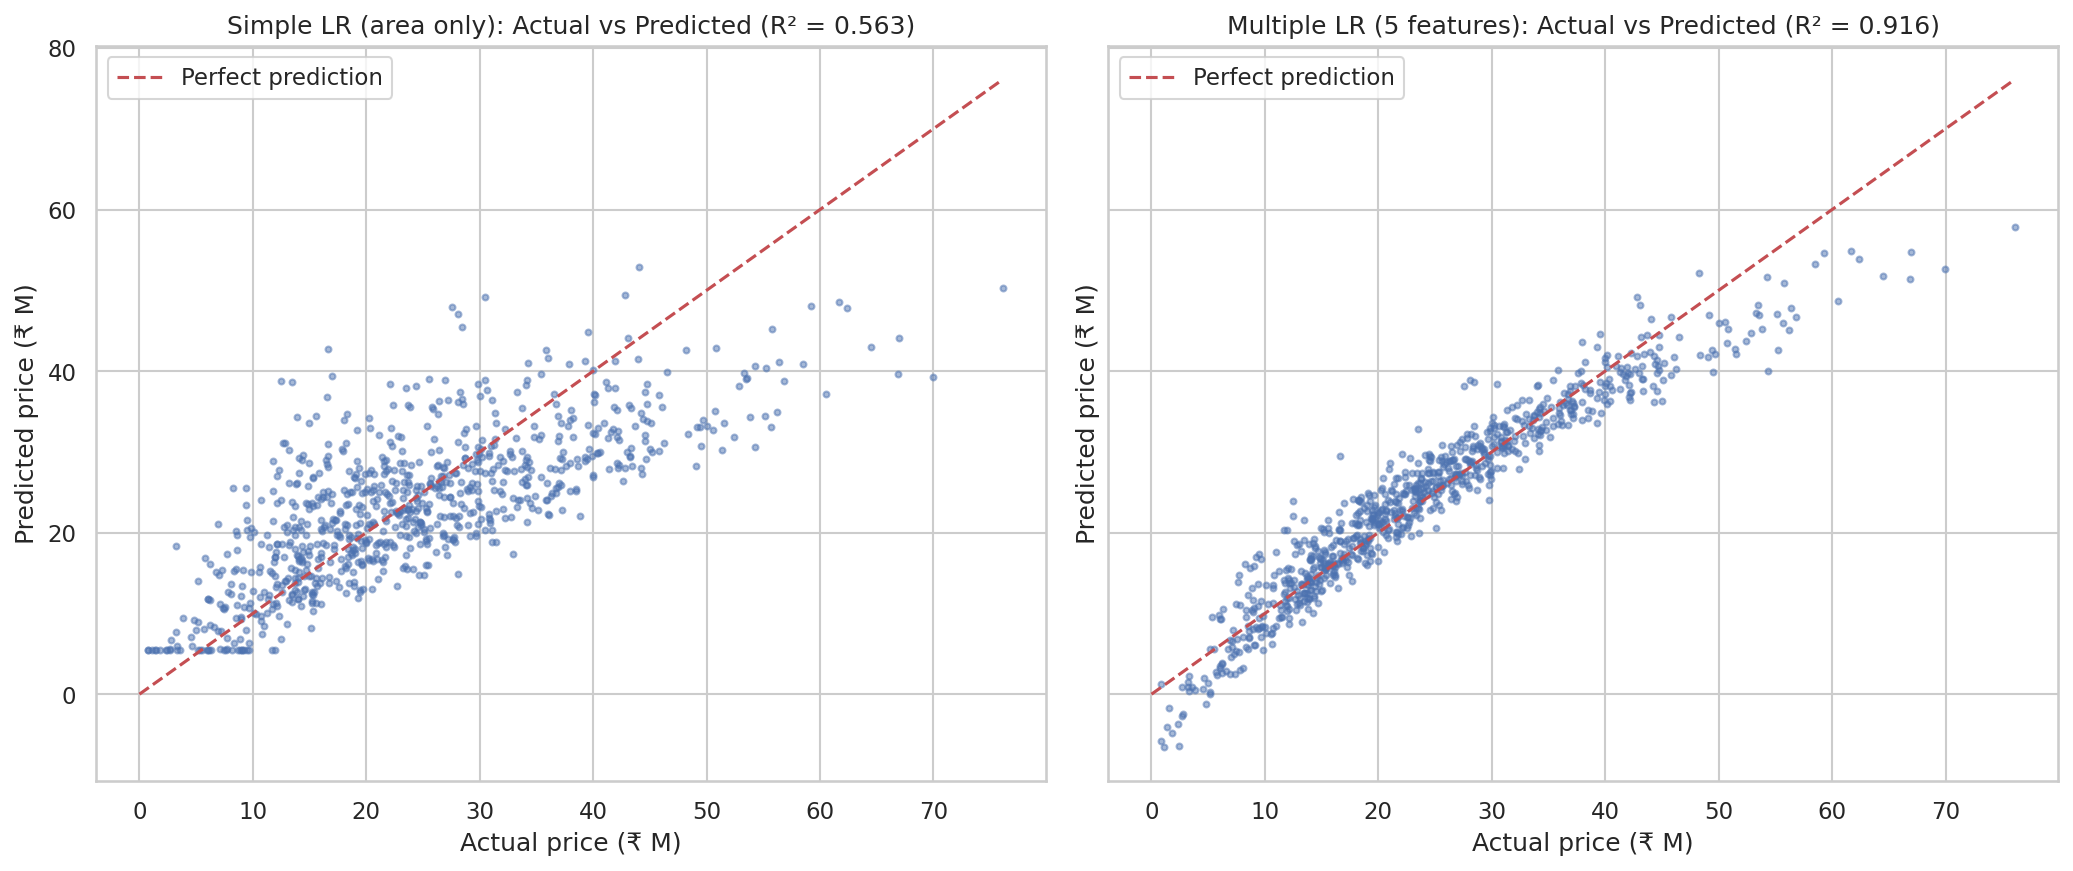 Simple LR (area only): Actual vs Predicted (R² = 0.563)
Perfect prediction
80
60
40
20
0
Predicted price (₹ M)
0 10 20 30 40 50 60 70
Actual price (₹ M)
Multiple LR (5 features): Actual vs Predicted (R² = 0.916)
Perfect prediction
Predicted price (₹ M)
0 10 20 30 40 50 60 70
Actual price (₹ M)